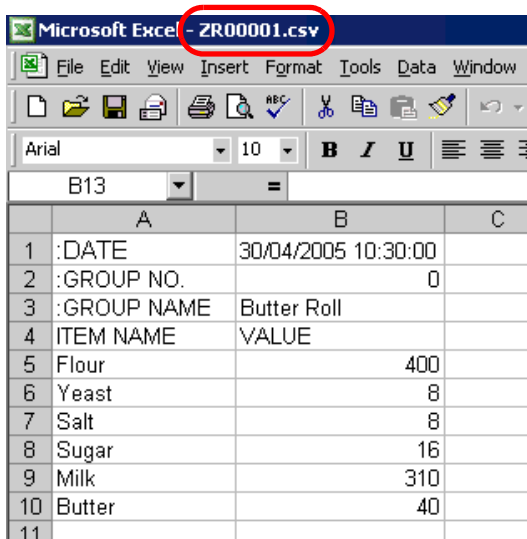 Microsoft Excel - ZR00001.csv
File Edit View Insert Format Tools Data Window
ABC
Arial 10 B I U
B13 =
A B C
1 :DATE 30/04/2005 10:30:00
2 :GROUP NO. 0
3 :GROUP NAME Butter Roll
4 ITEM NAME VALUE
5 Flour 400
6 Yeast 8
7 Salt 8
8 Sugar 16
9 Milk 310
10 Butter 40
11